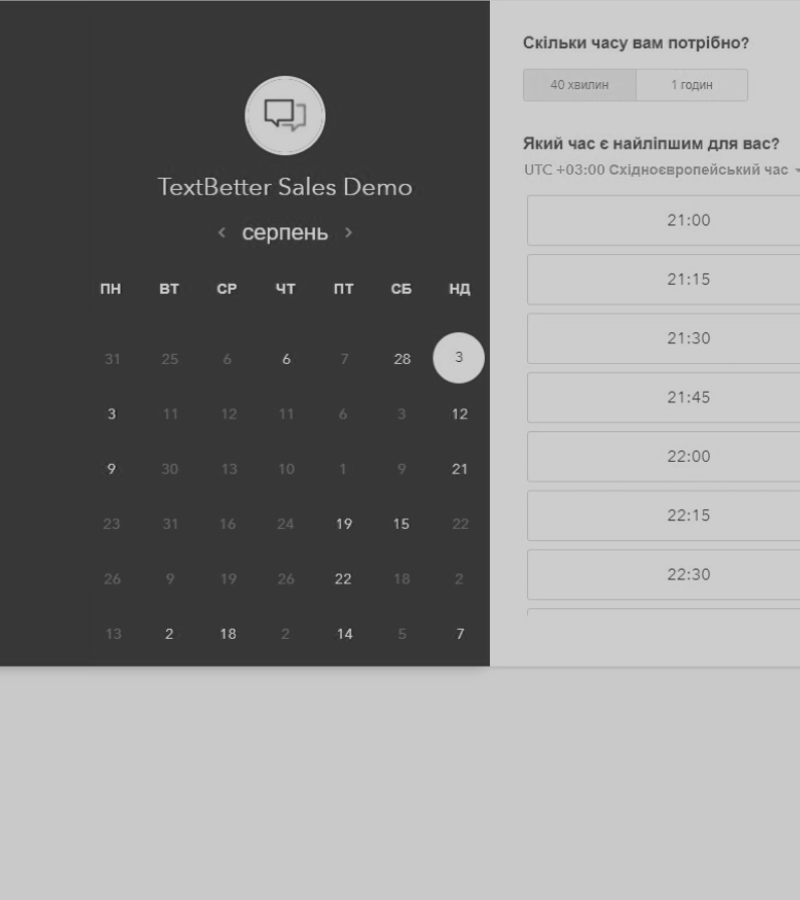 TextBetter Sales Demo
серпень
ПН ВТ СР ЧТ ПТ СБ НД
31 25 6 6 7 28 3
3 11 12 11 6 3 12
9 30 13 10 1 9 21
23 31 16 24 19 15 22
26 9 19 26 22 18 2
13 2 18 2 14 5 7
Скільки часу вам потрібно?
40 хвилин 1 годин
Який час є найліпшим для вас?
UTC +03:00 Східноєвропейський час
21:00
21:15
21:30
21:45
22:00
22:15
22:30